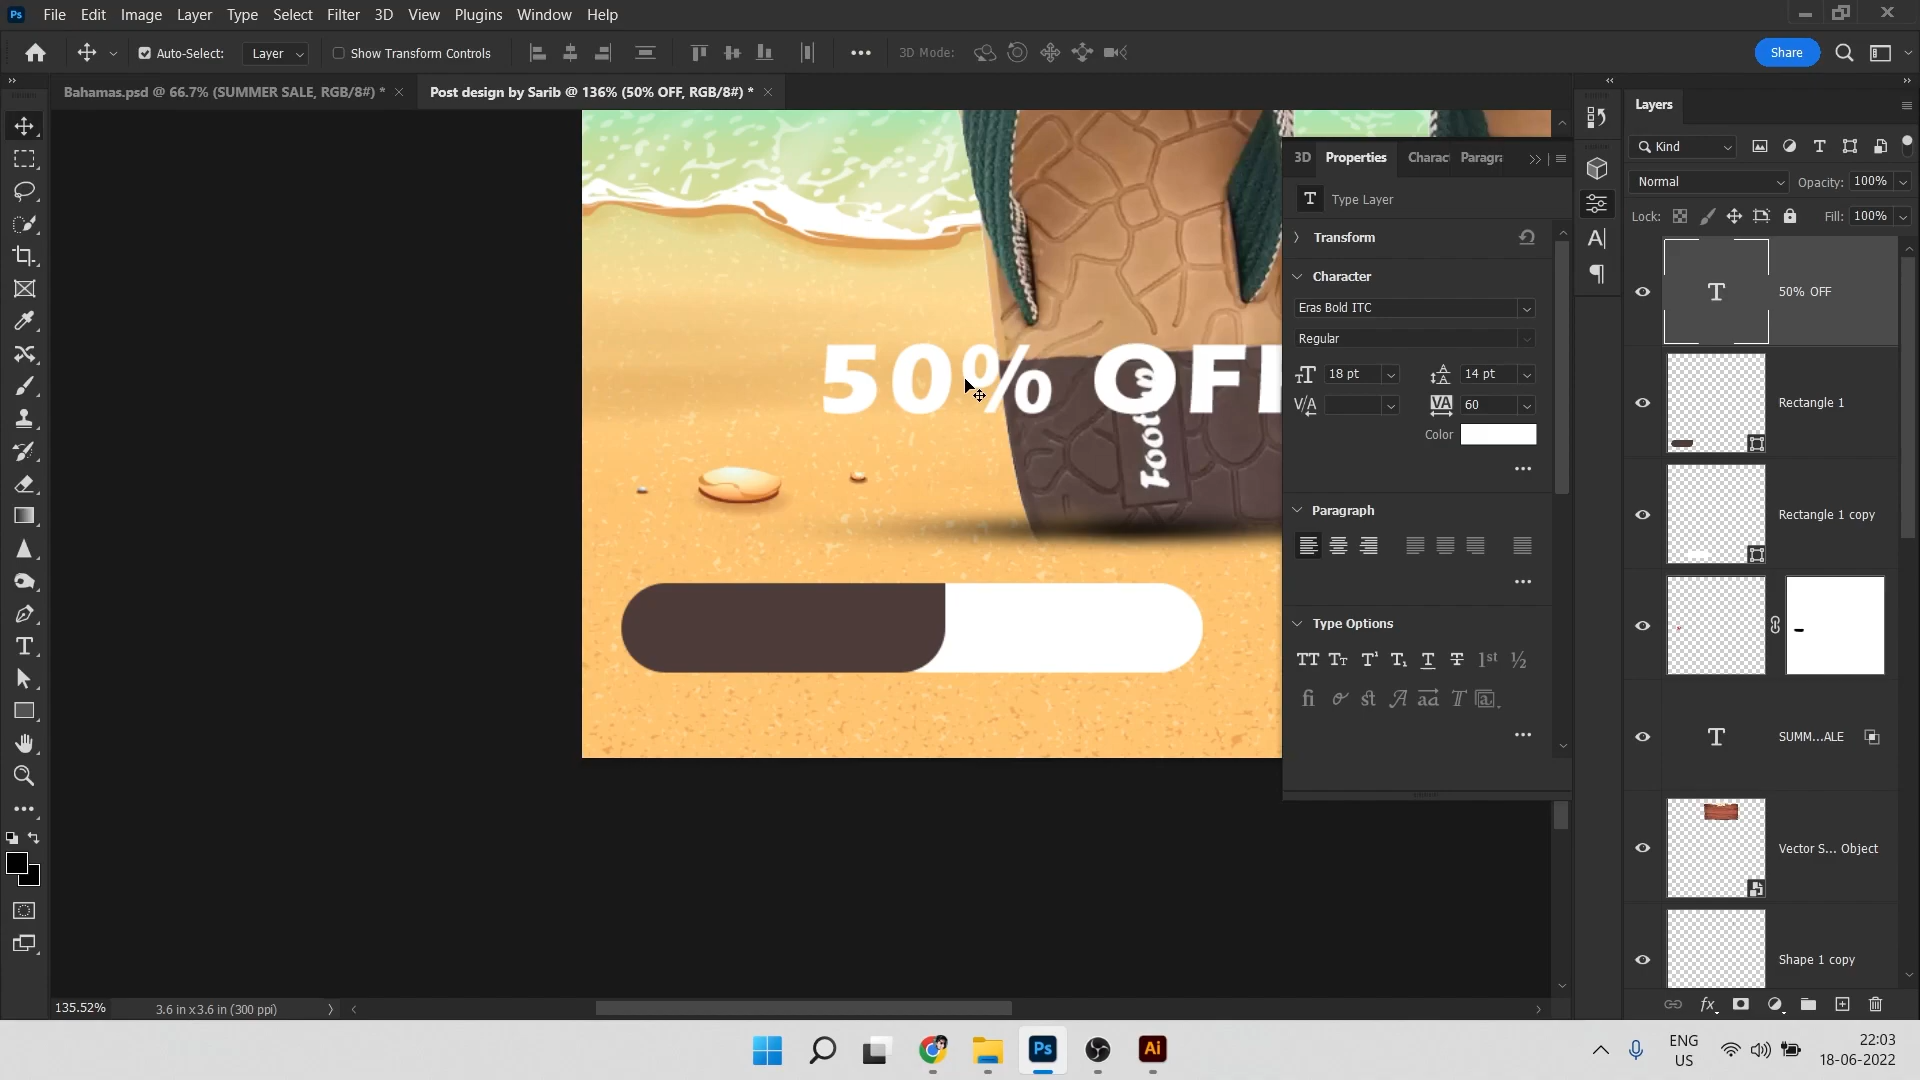 Ps File Edit Image Layer Type Select Filter 3D View Plugins Window Help
Auto-Select: Layer Show Transform Controls 3D Mode: Share
Bahamas.psd @ 66.7% (SUMMER SALE, RGB/8#) * Post design by Sarib @ 136% (50% OFF, RGB/8#) *
Layers
Kind
Normal Opacity: 100%
Lock: Fill: 100%
50% OFF
Rectangle 1
Rectangle 1 copy
SUMM...ALE
Vector S... Object
Shape 1 copy
3D Properties Charac Paragra
T Type Layer
Transform
Character
Eras Bold ITC
Regular
18 pt 14 pt
60
Color
Paragraph
Type Options
50% OFF
135.52% 3.6 in x 3.6 in (300 ppi)
Ps Ai
ENG
US
22:03
18-06-2022